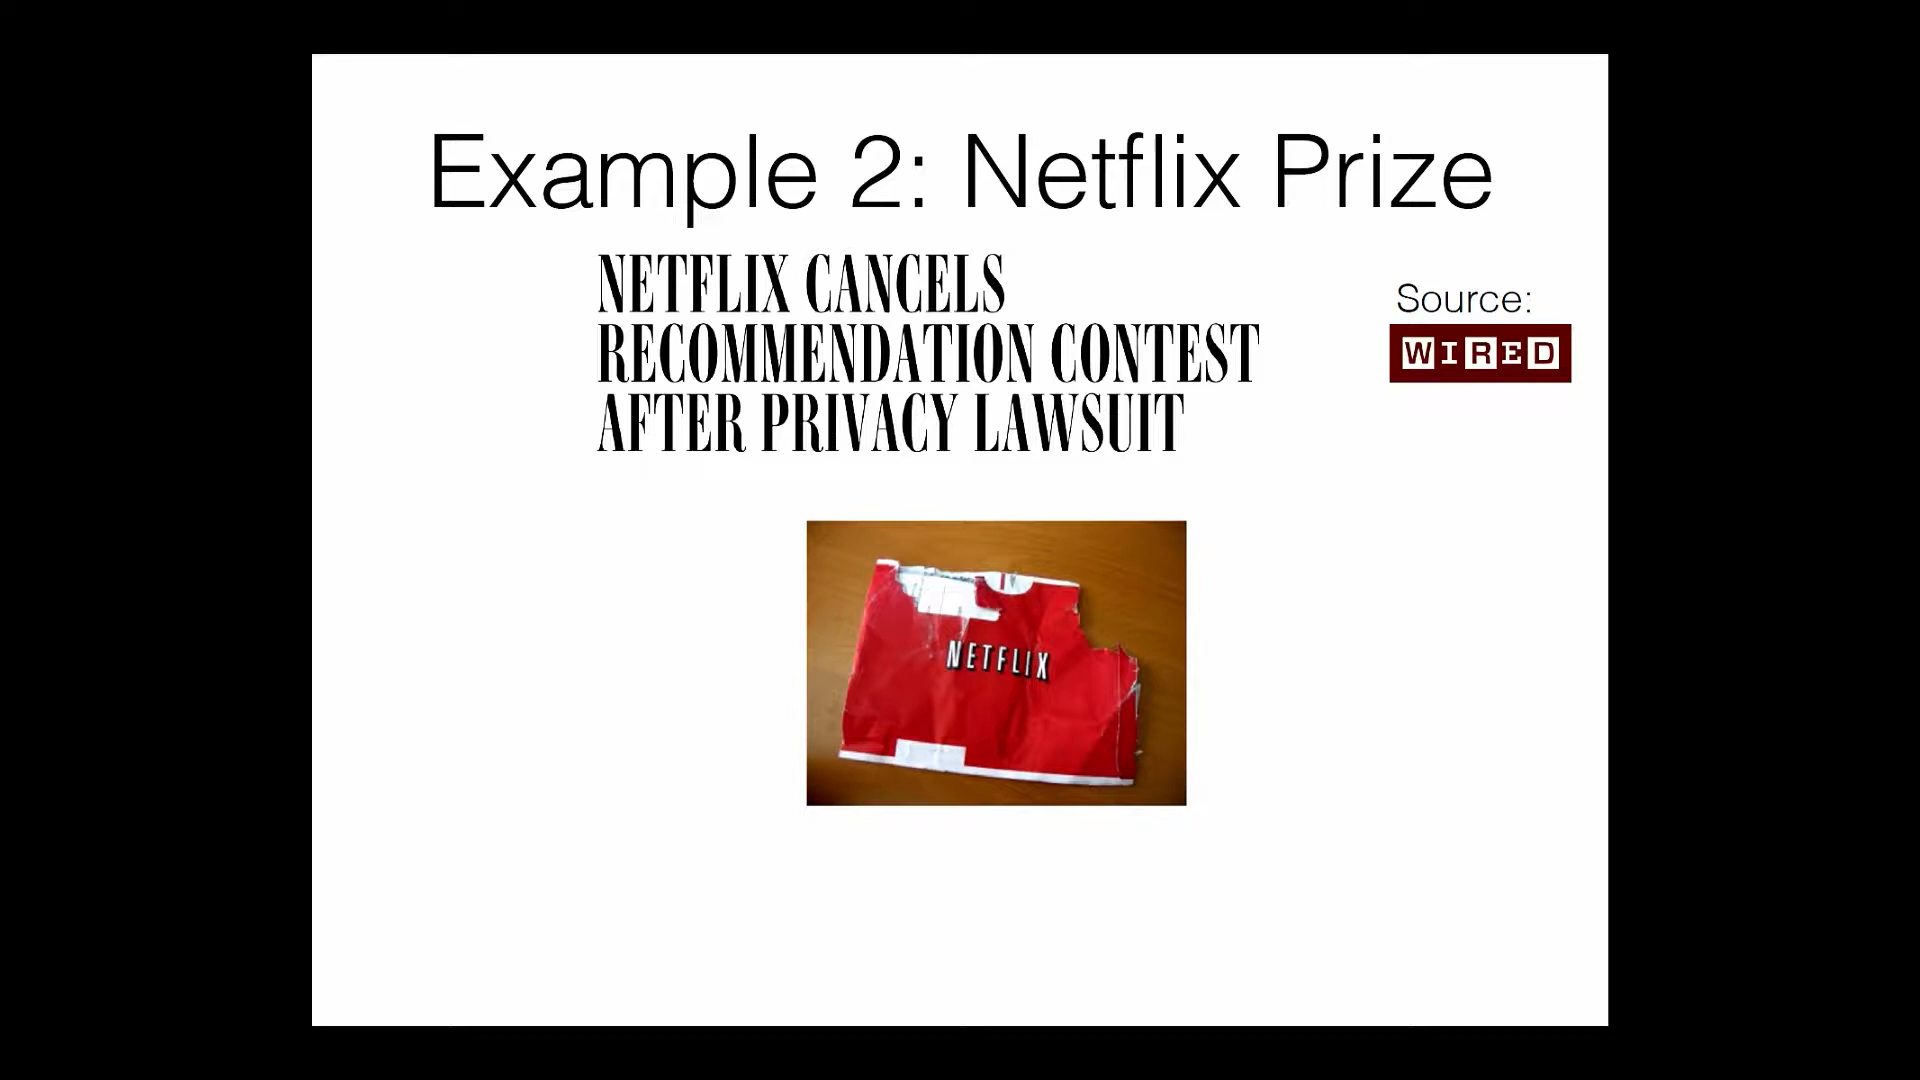 Example 2: Netflix Prize
NETFLIX CANCELS
RECOMMENDATION CONTEST
AFTER PRIVACY LAWSUIT
Source:
WIRED
NETFLIX